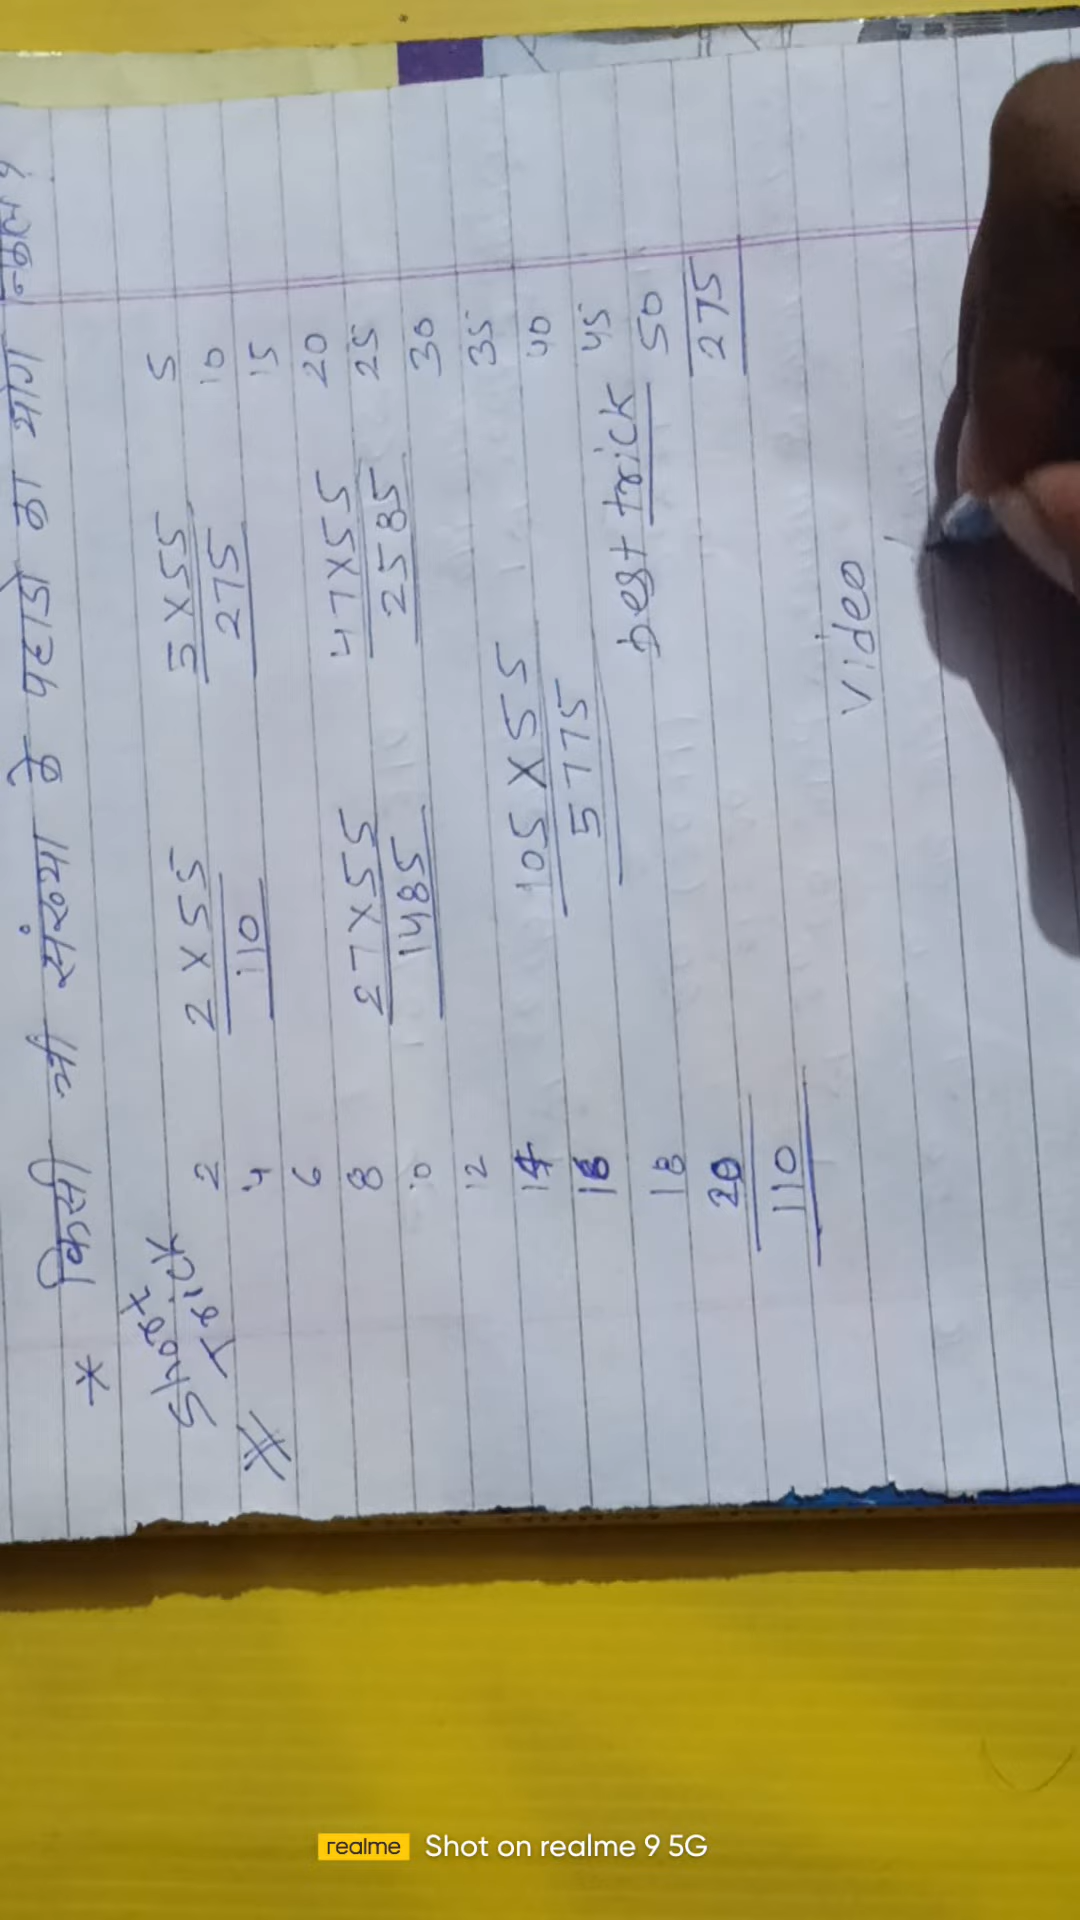 * किसी भी संख्या के पहाडे का योग
Short
Trick
2
4
6
8
10
12
14
16
18
20
110
2 x 55
110
5 x 55
275
27 x 55
1485
47 x 55
2585
105 x 55
5775
best trick
5
10
15
20
25
30
35
40
45
50
275
Video
realme Shot on realme 9 5G